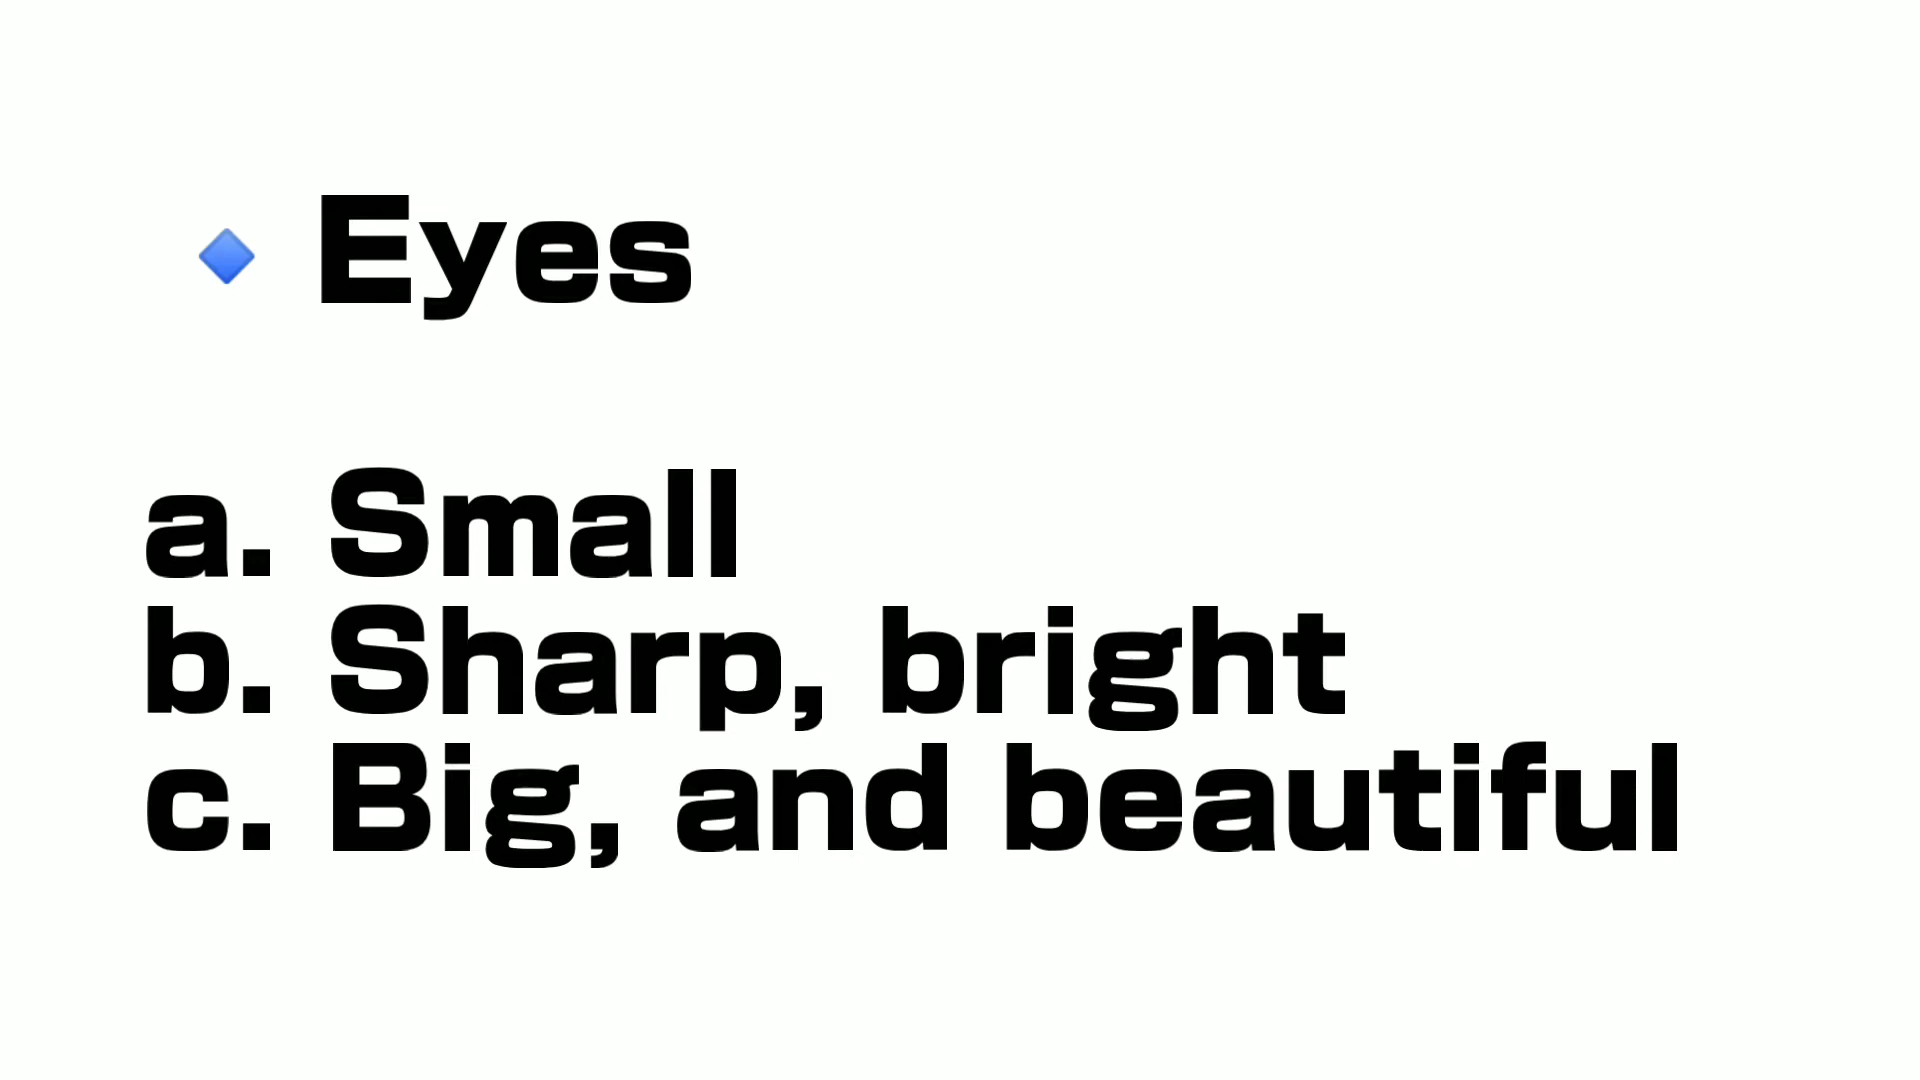 🔹 Eyes
a. Small
b. Sharp, bright
c. Big, and beautiful